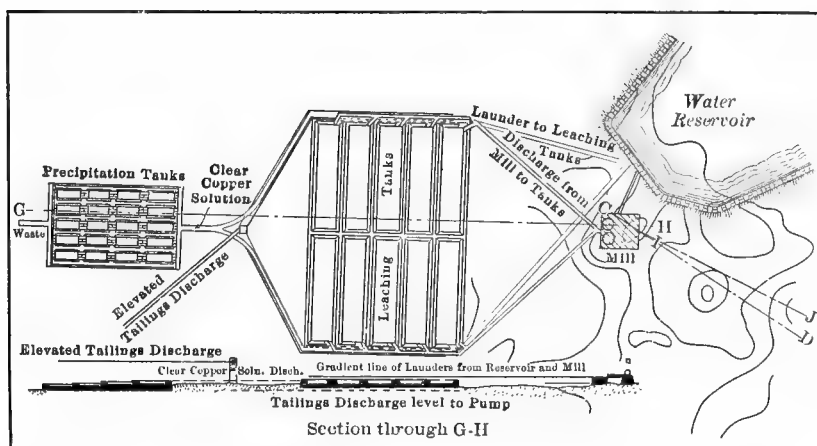 Water
Reservoir
Launder to Leaching
Tanks
Discharge from
Mill to Tanks
Precipitation Tanks
Clear
Copper
Solution
G
Waste
Tanks
Leaching
C
H
I
Mill
J
D
Elevated
Tailings Discharge
Elevated Tailings Discharge
Clear Copper Soln. Disch.
Gradient line of Launders from Reservoir and Mill
Tailings Discharge level to Pump
Section through G-H